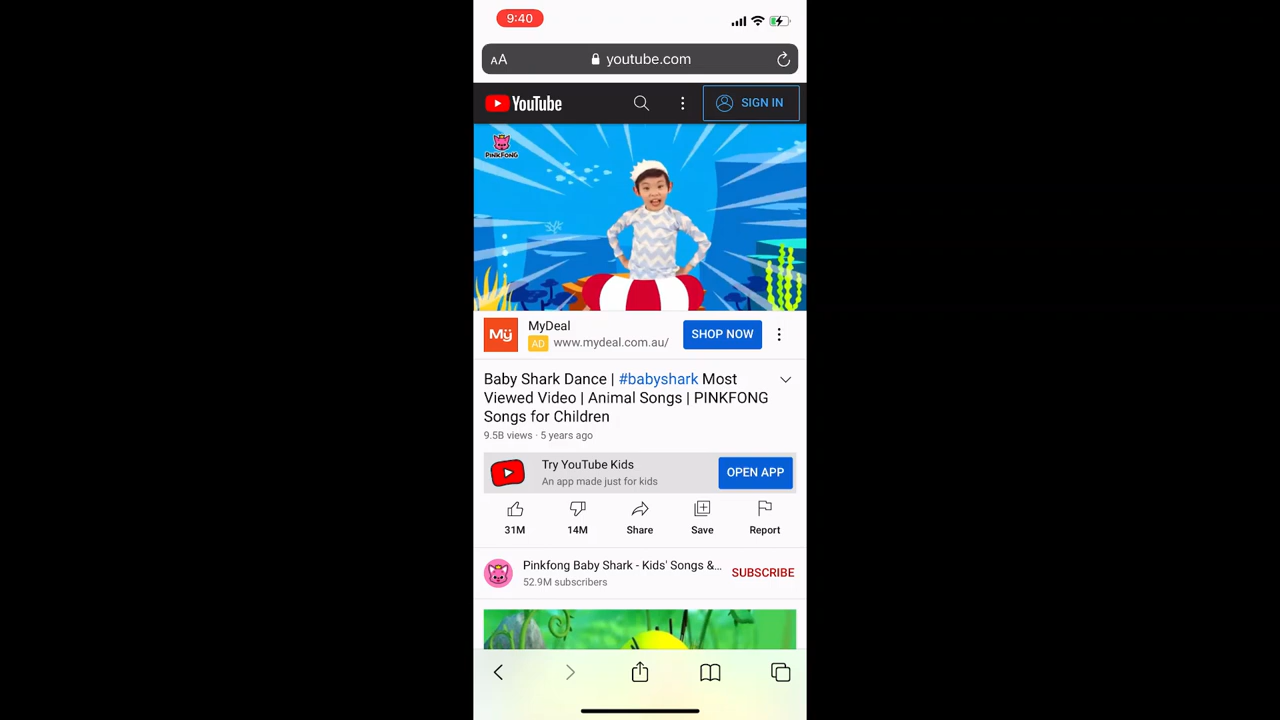 9:40
AA youtube.com
YouTube SIGN IN
PINKFONG
MyDeal
Mÿ
AD www.mydeal.com.au/
SHOP NOW
Baby Shark Dance | #babyshark Most
Viewed Video | Animal Songs | PINKFONG
Songs for Children
9.5B views · 5 years ago
Try YouTube Kids
An app made just for kids
OPEN APP
31M 14M Share Save Report
Pinkfong Baby Shark - Kids' Songs &...
52.9M subscribers
SUBSCRIBE